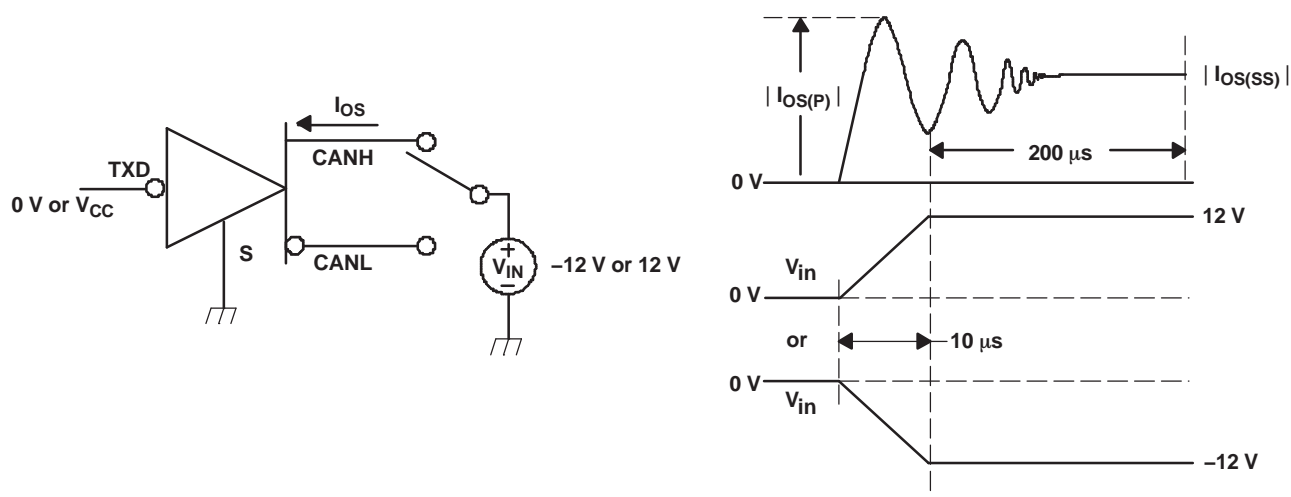 I_OS
CANH
TXD
0 V or V_CC
S
CANL
+
V_IN
–
–12 V or 12 V
| I_OS(P) |
| I_OS(SS) |
200 μs
0 V
12 V
V_in
0 V
or
10 μs
0 V
V_in
–12 V